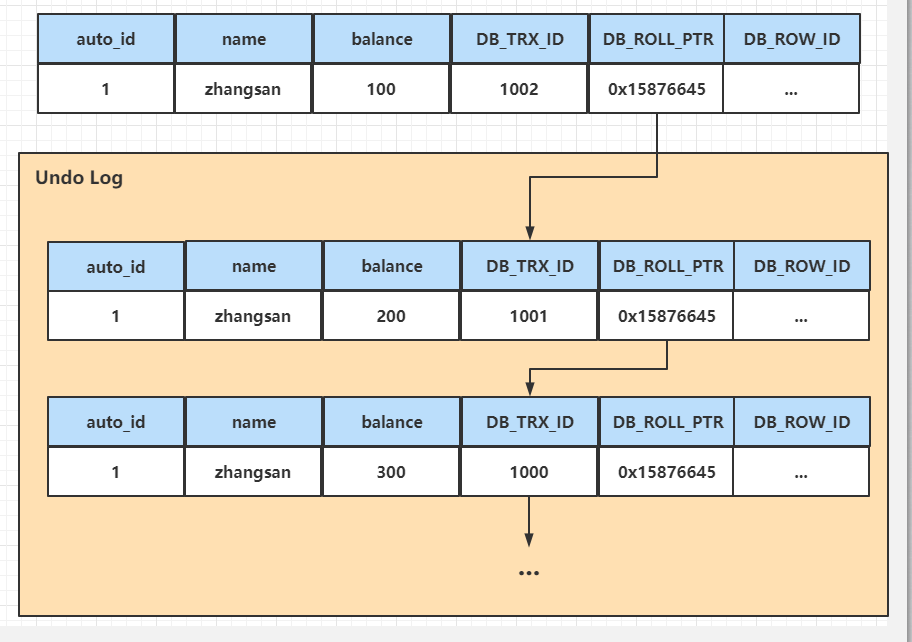 auto_id name balance DB_TRX_ID DB_ROLL_PTR DB_ROW_ID
1 zhangsan 100 1002 0x15876645 ...
Undo Log
auto_id name balance DB_TRX_ID DB_ROLL_PTR DB_ROW_ID
1 zhangsan 200 1001 0x15876645 ...
auto_id name balance DB_TRX_ID DB_ROLL_PTR DB_ROW_ID
1 zhangsan 300 1000 0x15876645 ...
...